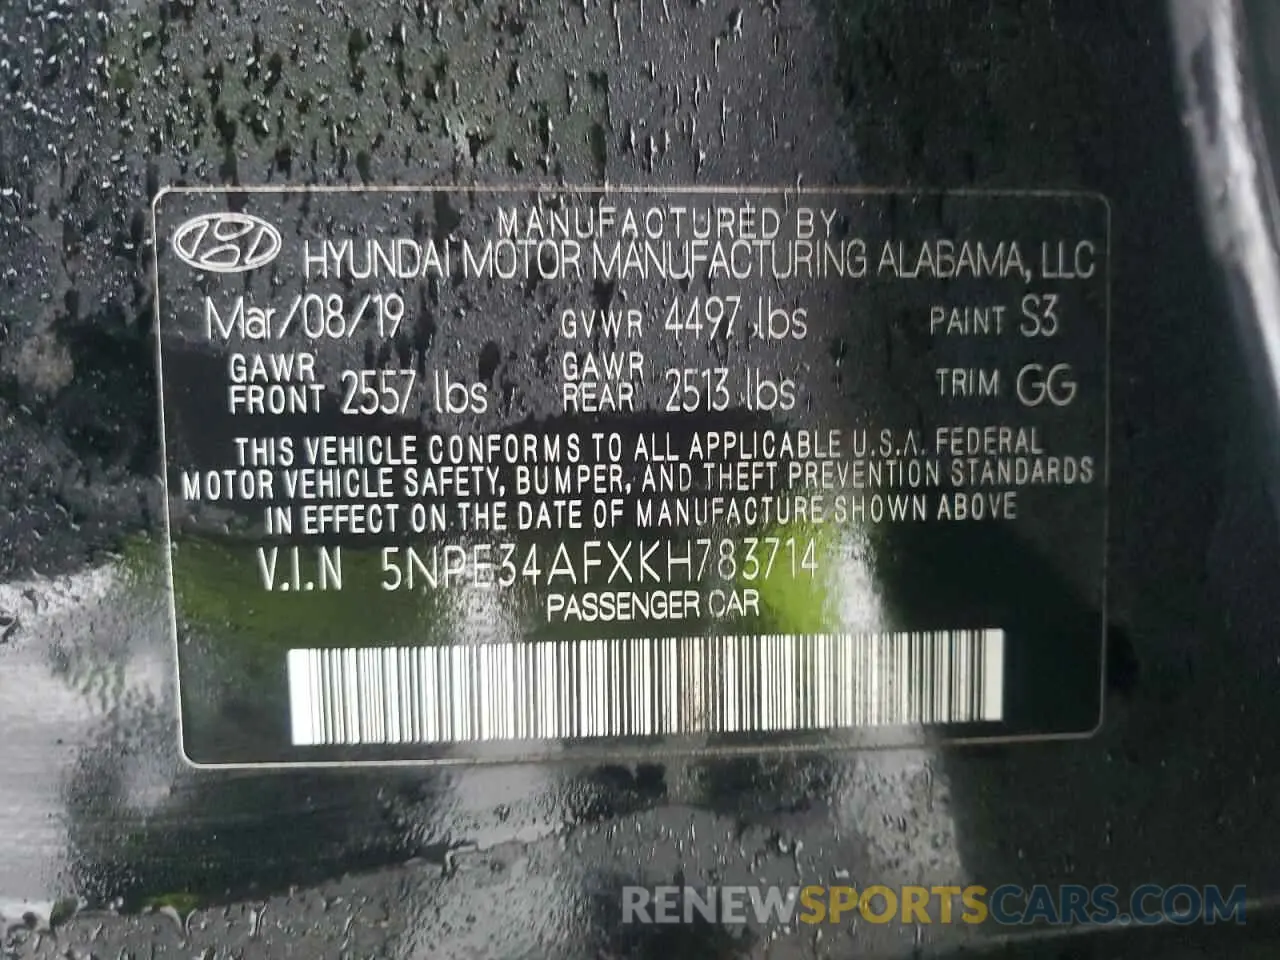 MANUFACTURED BY
HYUNDAI MOTOR MANUFACTURING ALABAMA, LLC
Mar/08/19 GVWR 4497 lbs PAINT S3
GAWR FRONT 2557 lbs GAWR REAR 2513 lbs TRIM GG
THIS VEHICLE CONFORMS TO ALL APPLICABLE U.S.A. FEDERAL
MOTOR VEHICLE SAFETY, BUMPER, AND THEFT PREVENTION STANDARDS
IN EFFECT ON THE DATE OF MANUFACTURE SHOWN ABOVE
V.I.N 5NPE34AFXKH783714
PASSENGER CAR
RENEWSPORTSCARS.COM